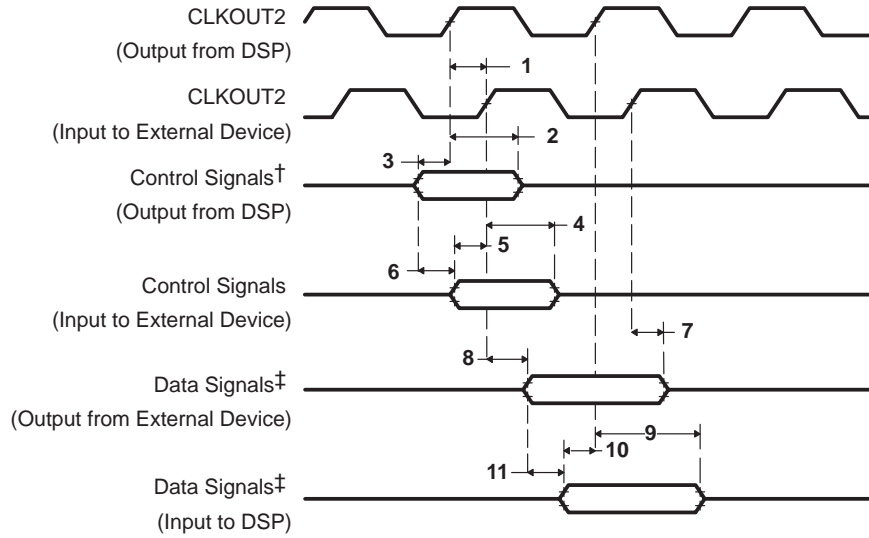 CLKOUT2
(Output from DSP)
1
CLKOUT2
(Input to External Device)
2
3
Control Signals†
(Output from DSP)
4
5
6
Control Signals
(Input to External Device)
7
8
Data Signals‡
(Output from External Device)
9
10
11
Data Signals‡
(Input to DSP)